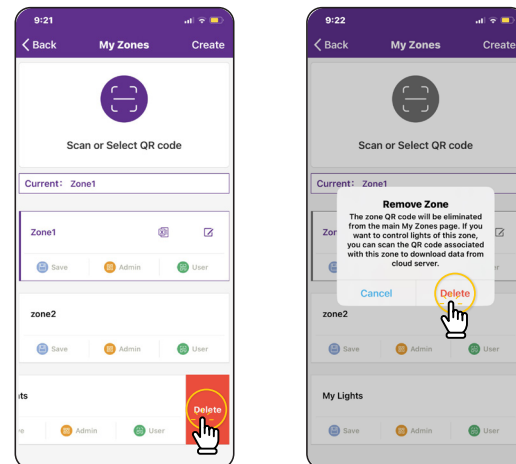 9:21
Back My Zones Create
Scan or Select QR code
Current: Zone1
Zone1
Save Admin User
zone2
Save Admin User
ts
e Admin User
Delete
9:22
Back My Zones Create
Scan or Select QR code
Current: Zone1
Remove Zone
The zone QR code will be eliminated
from the main My Zones page. If you
want to control lights of this zone,
you can scan the QR code associated
with this zone to download data from
cloud server.
Cancel Delete
Zon
User
zone2
Save Admin User
My Lights
Save Admin User